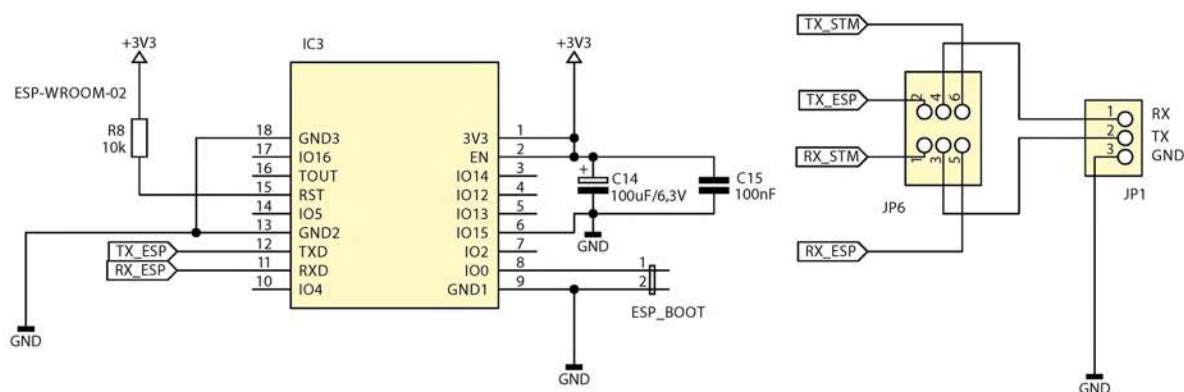 +3V3
IC3
+3V3
ESP-WROOM-02
R8
10k
18 GND3
17 IO16
16 TOUT
15 RST
14 IO5
13 GND2
12 TXD
11 RXD
10 IO4
3V3 1
EN 2
IO14 3
IO12 4
IO13 5
IO15 6
IO2 7
IO0 8
GND1 9
TX_ESP
RX_ESP
GND
+
C14
100uF/6,3V
C15
100nF
GND
1
2
ESP_BOOT
GND
TX_STM
TX_ESP
RX_STM
RX_ESP
2 4 6
1 3 5
JP6
1 RX
2 TX
3 GND
JP1
GND